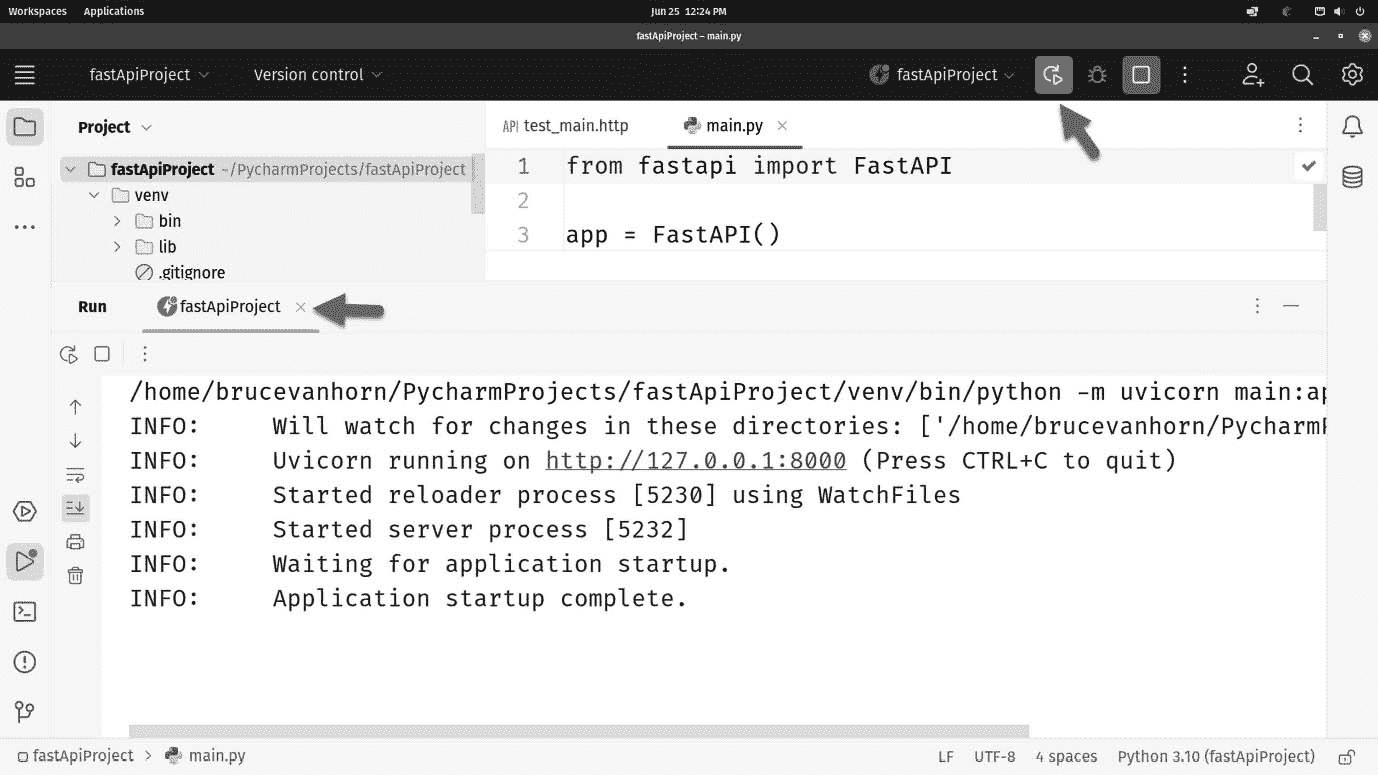 Workspaces Applications Jun 25 12:24 PM
fastApiProject – main.py
fastApiProject Version control fastApiProject
Project
API test_main.http main.py
fastApiProject ~/PycharmProjects/fastApiProject
venv
bin
lib
.gitignore
1 from fastapi import FastAPI
2
3 app = FastAPI()
Run fastApiProject
/home/brucevanhorn/PycharmProjects/fastApiProject/venv/bin/python -m uvicorn main:ap
INFO: Will watch for changes in these directories: ['/home/brucevanhorn/Pycharm
INFO: Uvicorn running on http://127.0.0.1:8000 (Press CTRL+C to quit)
INFO: Started reloader process [5230] using WatchFiles
INFO: Started server process [5232]
INFO: Waiting for application startup.
INFO: Application startup complete.
fastApiProject > main.py LF UTF-8 4 spaces Python 3.10 (fastApiProject)